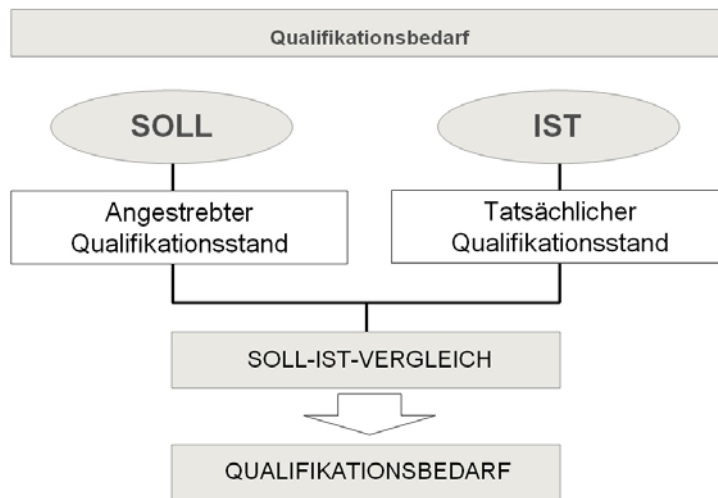 Qualifikationsbedarf
SOLL
IST
Angestrebter
Qualifikationsstand
Tatsächlicher
Qualifikationsstand
SOLL-IST-VERGLEICH
QUALIFIKATIONSBEDARF